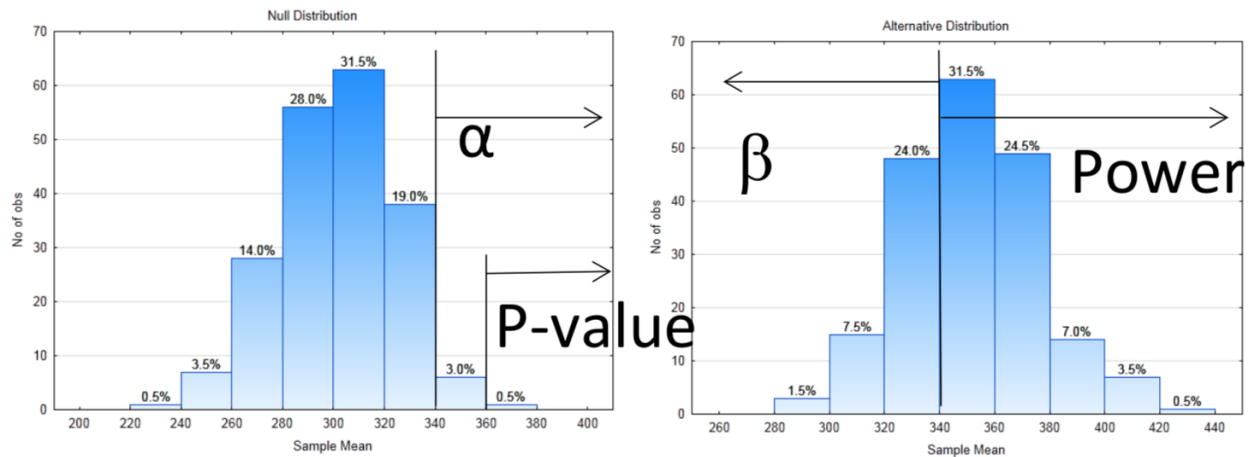 Null Distribution
70
60
50
40
30
20
10
0
No of obs
0.5%
3.5%
14.0%
28.0%
31.5%
19.0%
3.0%
0.5%
α
P-value
200 220 240 260 280 300 320 340 360 380 400
Sample Mean
Alternative Distribution
70
60
50
40
30
20
10
0
No of obs
1.5%
7.5%
24.0%
31.5%
24.5%
7.0%
3.5%
0.5%
β
Power
260 280 300 320 340 360 380 400 420 440
Sample Mean